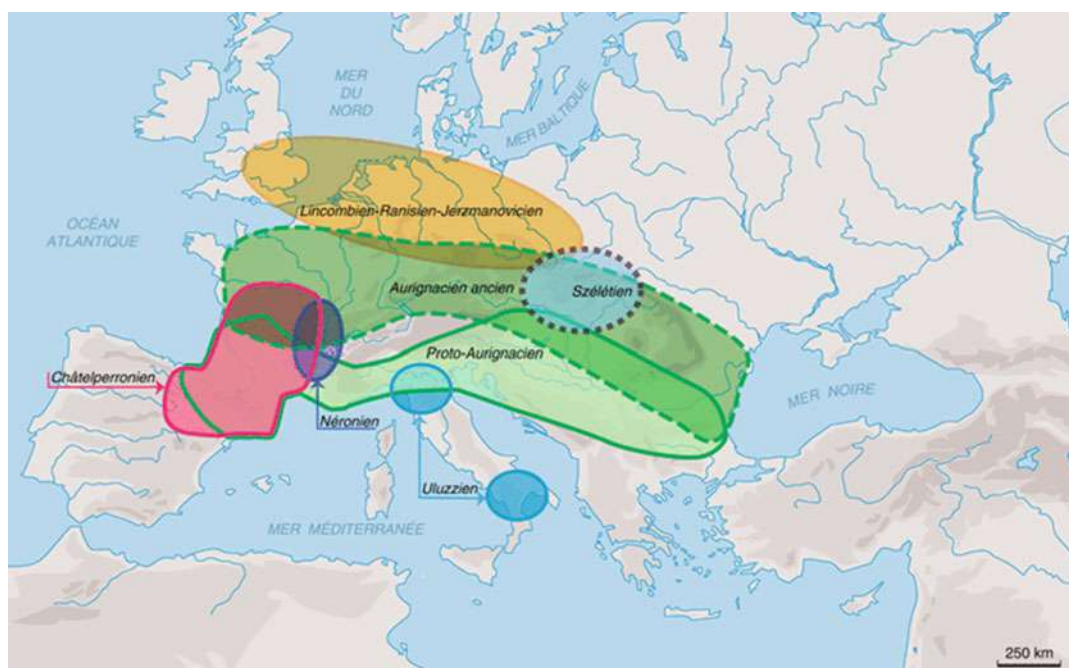 MER
DU
NORD
MER BALTIQUE
OCÉAN
ATLANTIQUE
Lincombien-Ranisien-Jerzmanovicien
Aurignacien ancien
Szélétien
Proto-Aurignacien
Châtelperronien
MER NOIRE
Néronien
Uluzzien
MER MÉDITERRANÉE
250 km